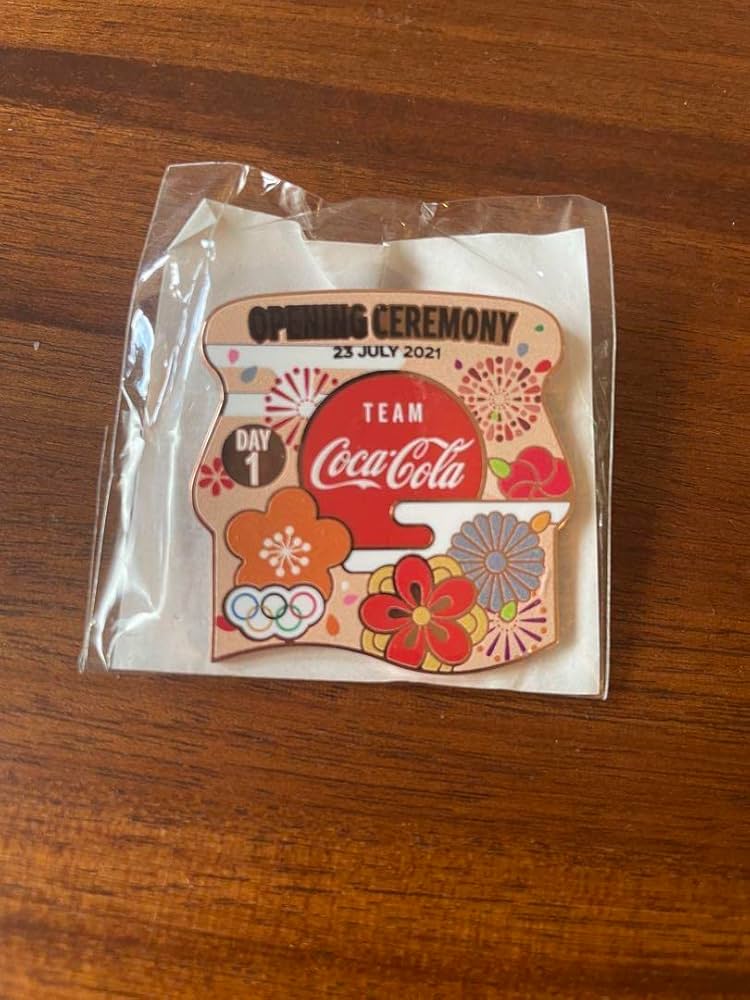 OPENING CEREMONY
23 JULY 2021
TEAM
Coca-Cola
DAY
1